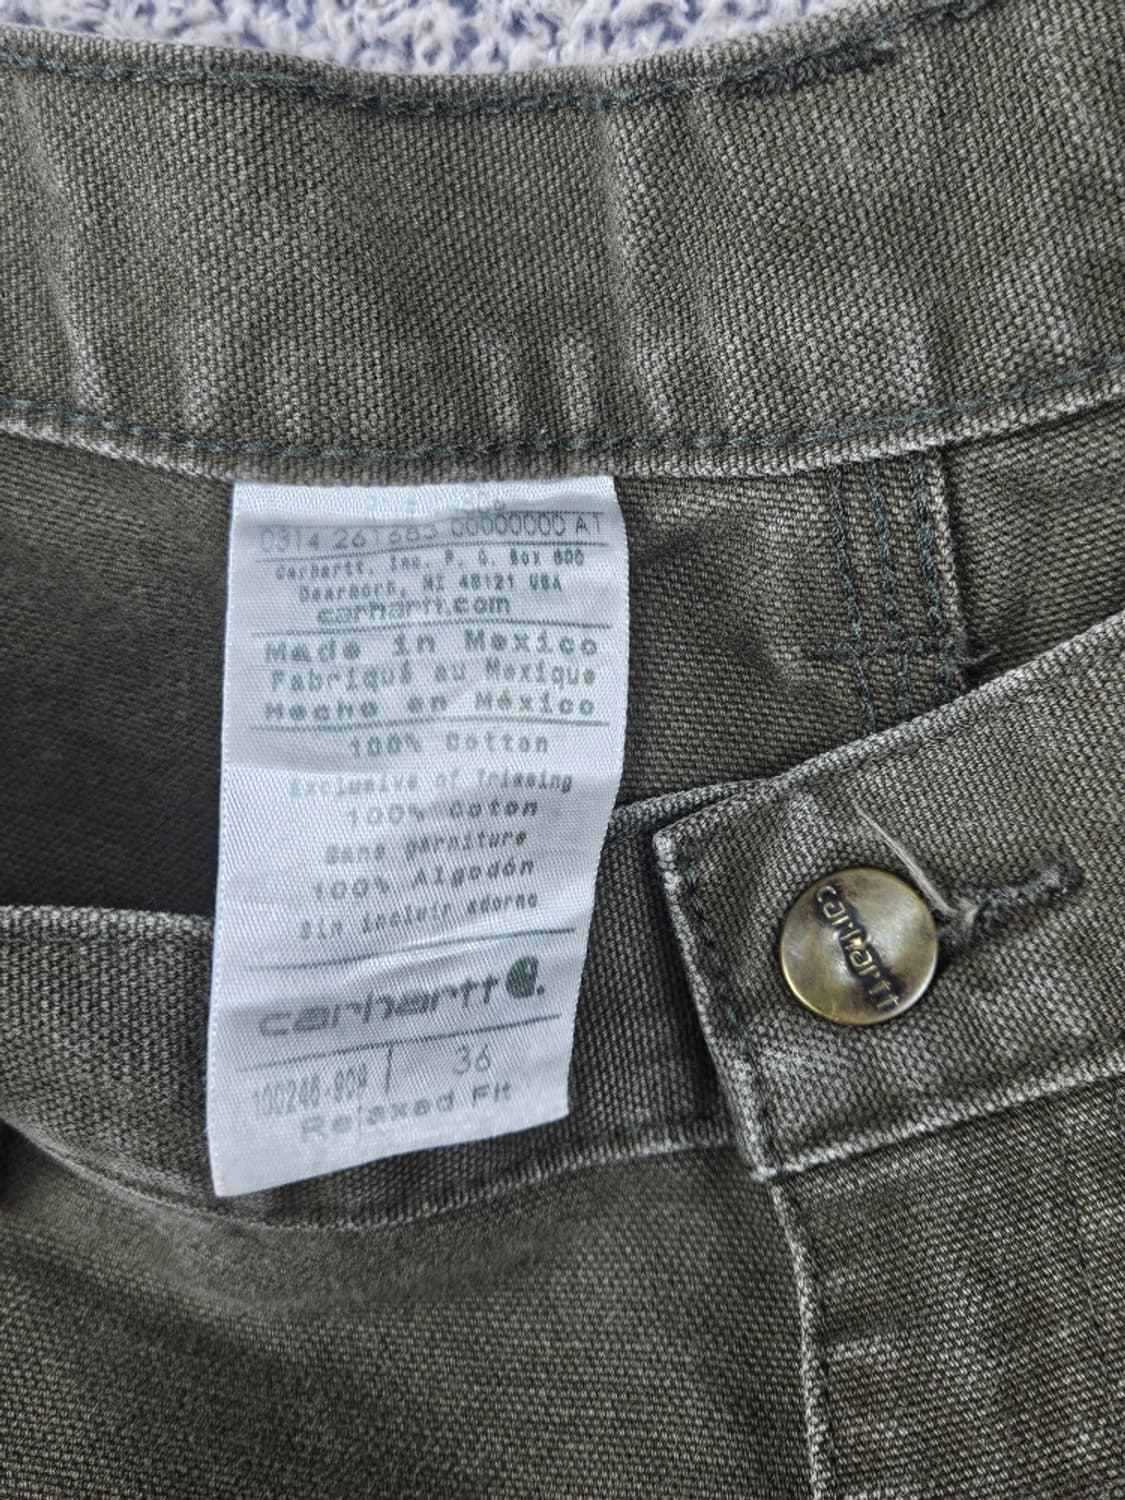 0314 261683 00000000 AT
Carhartt, Inc. P. O. Box 600
Dearborn, MI 48121 USA
carhartt.com
Made in Mexico
Fabriqué au Mexique
Hecho en México
100% Cotton
Exclusive of Trimming
100% Coton
Sans garniture
100% Algodón
Sin incluir adorno
carhartt
36
Relaxed Fit
carhartt